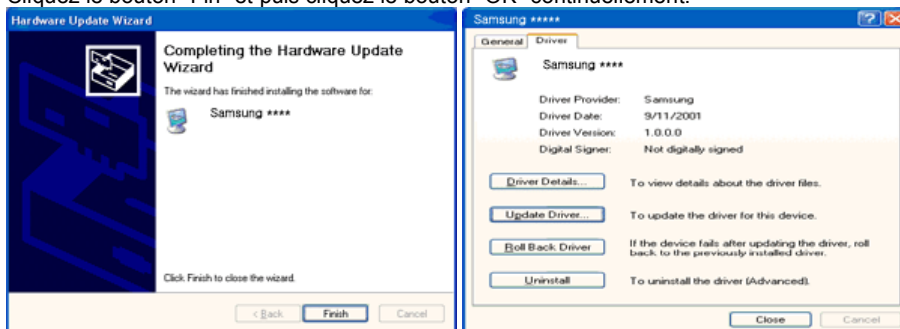 Cliquez le bouton "Fin" et puis cliquez le bouton "OK" continuellement.
Hardware Update Wizard
Completing the Hardware Update
Wizard
The wizard has finished installing the software for:
Samsung ****
Click Finish to close the wizard.
< Back
Finish
Cancel
Samsung *****
General
Driver
Samsung ****
Driver Provider: Samsung
Driver Date: 9/11/2001
Driver Version: 1.0.0.0
Digital Signer: Not digitally signed
Driver Details...
To view details about the driver files.
Update Driver...
To update the driver for this device.
Roll Back Driver
If the device fails after updating the driver, roll
back to the previously installed driver.
Uninstall
To uninstall the driver (Advanced).
Close
Cancel